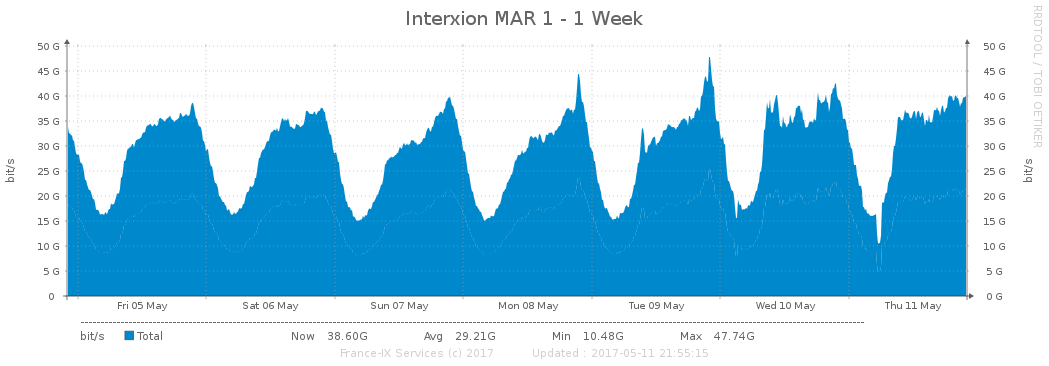 Interxion MAR 1 - 1 Week
RRDTOOL / TOBI OETIKER
50 G 50 G
45 G 45 G
40 G 40 G
35 G 35 G
30 G 30 G
25 G 25 G
20 G 20 G
15 G 15 G
10 G 10 G
5 G 5 G
0 0 G
bit/s
bit/s
Fri 05 May Sat 06 May Sun 07 May Mon 08 May Tue 09 May Wed 10 May Thu 11 May
bit/s Total Now 38.60G Avg 29.21G Min 10.48G Max 47.74G
France-IX Services (c) 2017 Updated : 2017-05-11 21:55:15